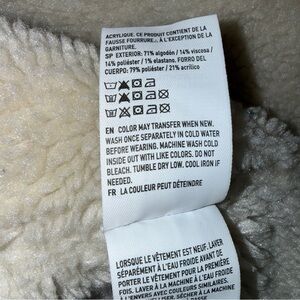 ACRYLIQUE. CE PRODUIT CONTIENT DE LA
FAUSSE FOURRURE, À L'EXCEPTION DE LA
GARNITURE.
SP EXTERIOR: 71% algodón / 14% viscosa /
14% poliéster / 1% elastano. FORRO DEL
CUERPO: 79% poliéster / 21% acrílico
EN COLOR MAY TRANSFER WHEN NEW.
WASH ONCE SEPARATELY IN COLD WATER
BEFORE WEARING. MACHINE WASH COLD
INSIDE OUT WITH LIKE COLORS. DO NOT
BLEACH. TUMBLE DRY LOW. COOL IRON IF
NEEDED.
FR LA COULEUR PEUT DÉTEINDRE
LORSQUE LE VÊTEMENT EST NEUF. LAVER
SÉPARÉMENT À L'EAU FROIDE AVANT DE
PORTER LE VÊTEMENT POUR LA PREMIÈRE
FOIS. LAVER À LA MACHINE À L'EAU FROIDE
À L'ENVERS AVEC COULEURS SIMILAIRES.